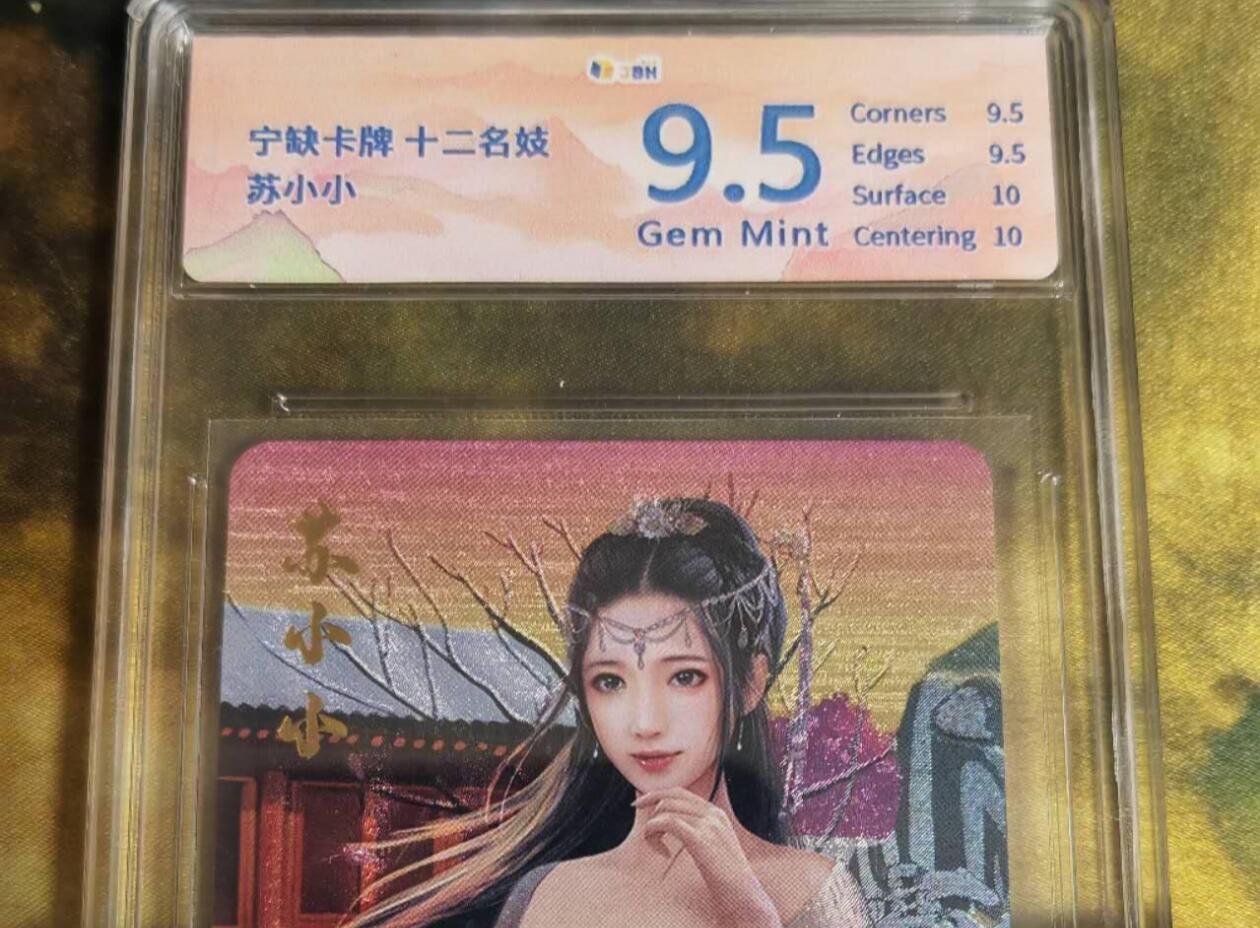 JBH
宁缺卡牌 十二名妓
苏小小
9.5
Gem Mint
Corners 9.5
Edges 9.5
Surface 10
Centering 10
苏小小